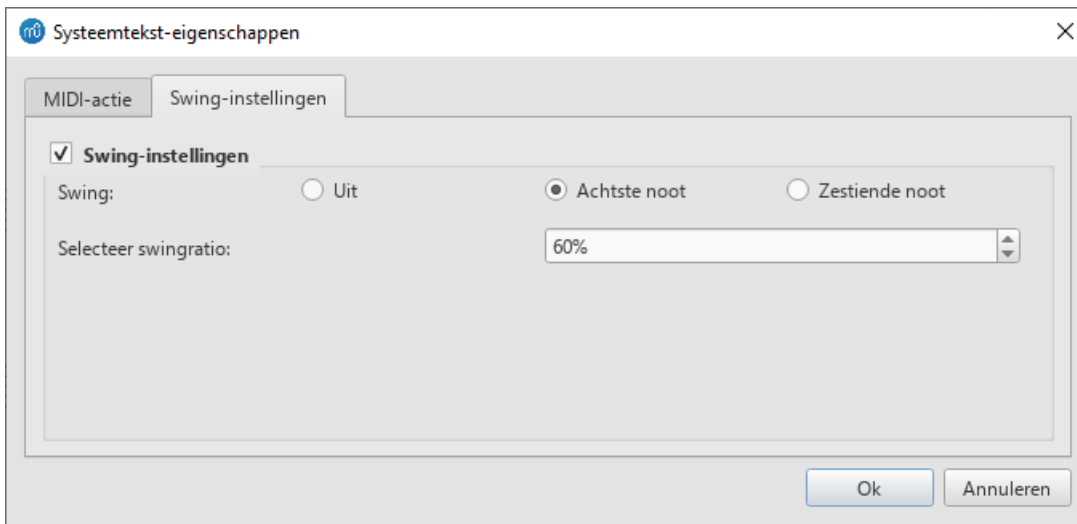 Systeemtekst-eigenschappen
MIDI-actie Swing-instellingen
Swing-instellingen
Swing: Uit Achtste noot Zestiende noot
Selecteer swingratio: 60%
Ok Annuleren